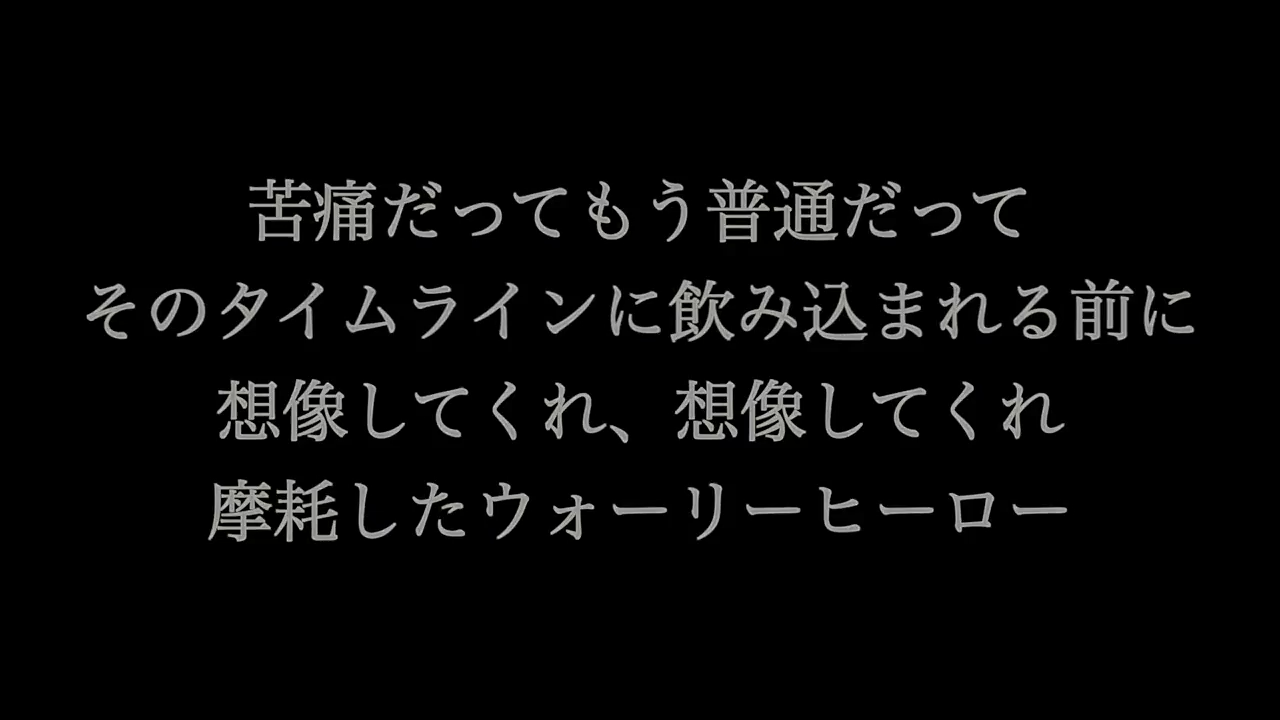 苦痛だってもう普通だって
そのタイムラインに飲み込まれる前に
想像してくれ、想像してくれ
摩耗したウォーリーヒーロー